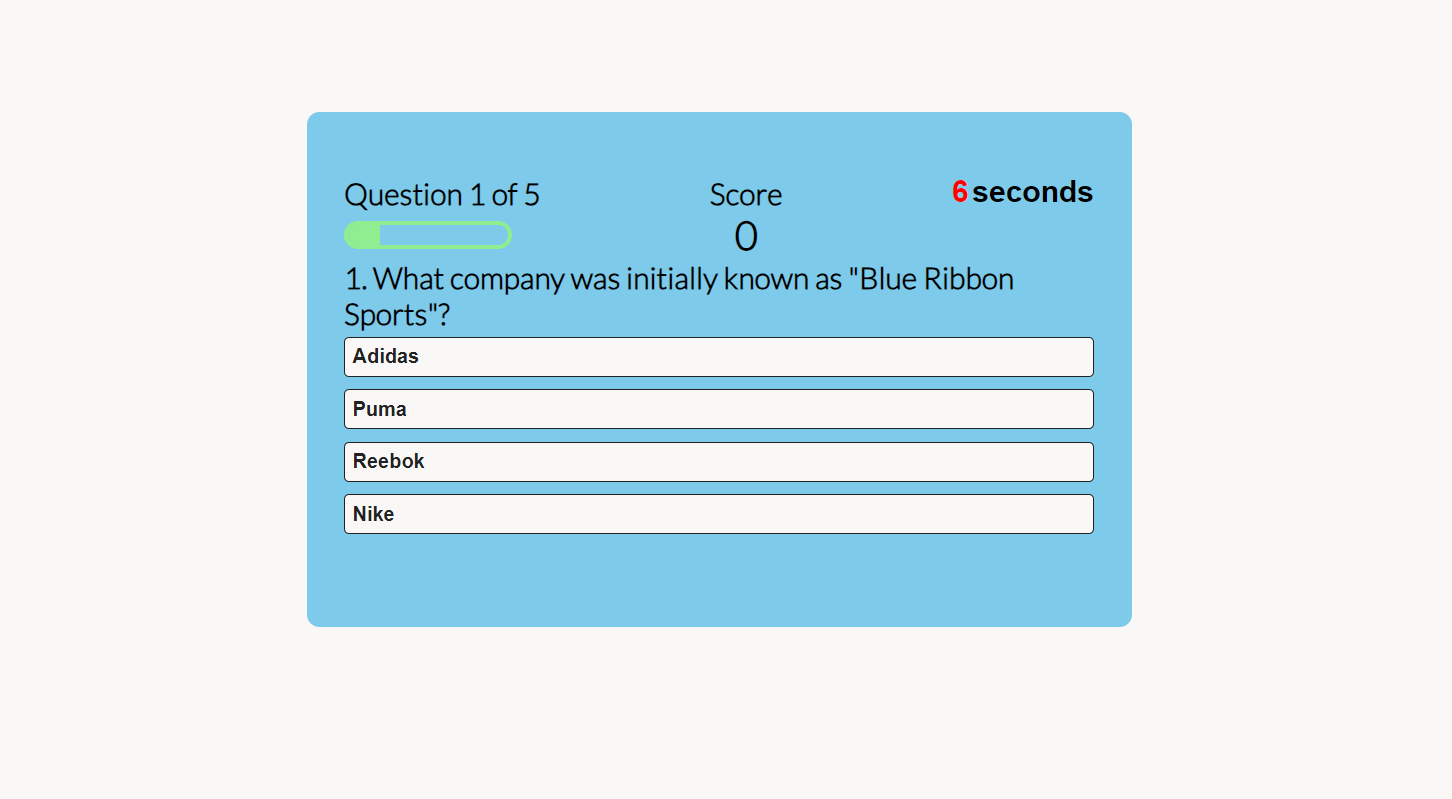 Question 1 of 5
Score
6 seconds
0
1. What company was initially known as "Blue Ribbon
Sports"?
Adidas
Puma
Reebok
Nike